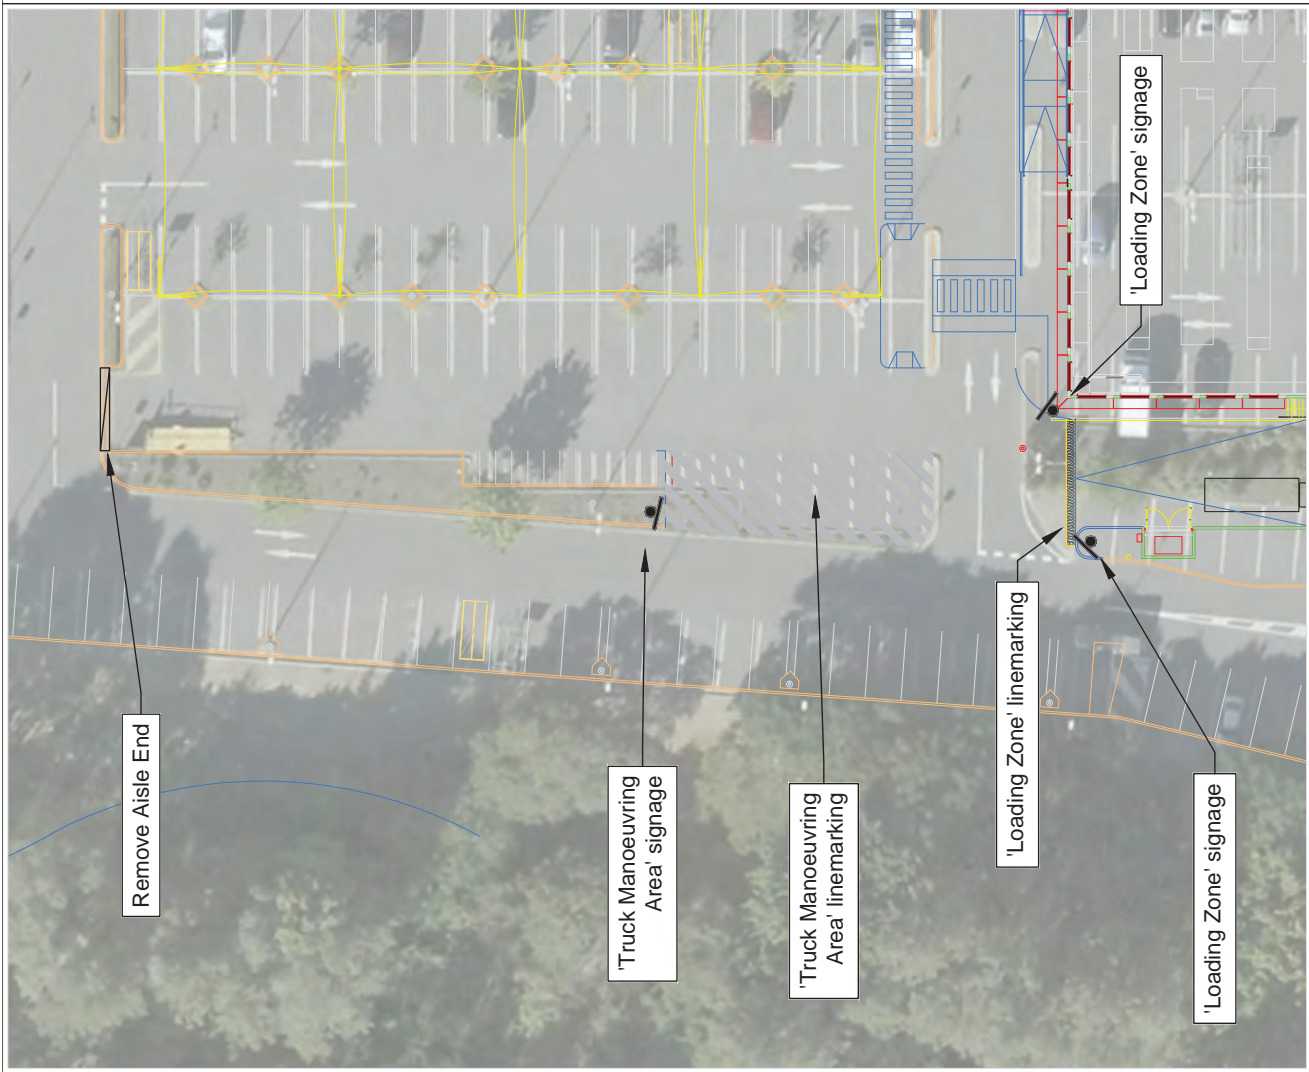 Remove Aisle End
'Truck Manoeuvring
Area' signage
'Truck Manoeuvring
Area' linemarking
'Loading Zone' linemarking
'Loading Zone' signage
'Loading Zone' signage